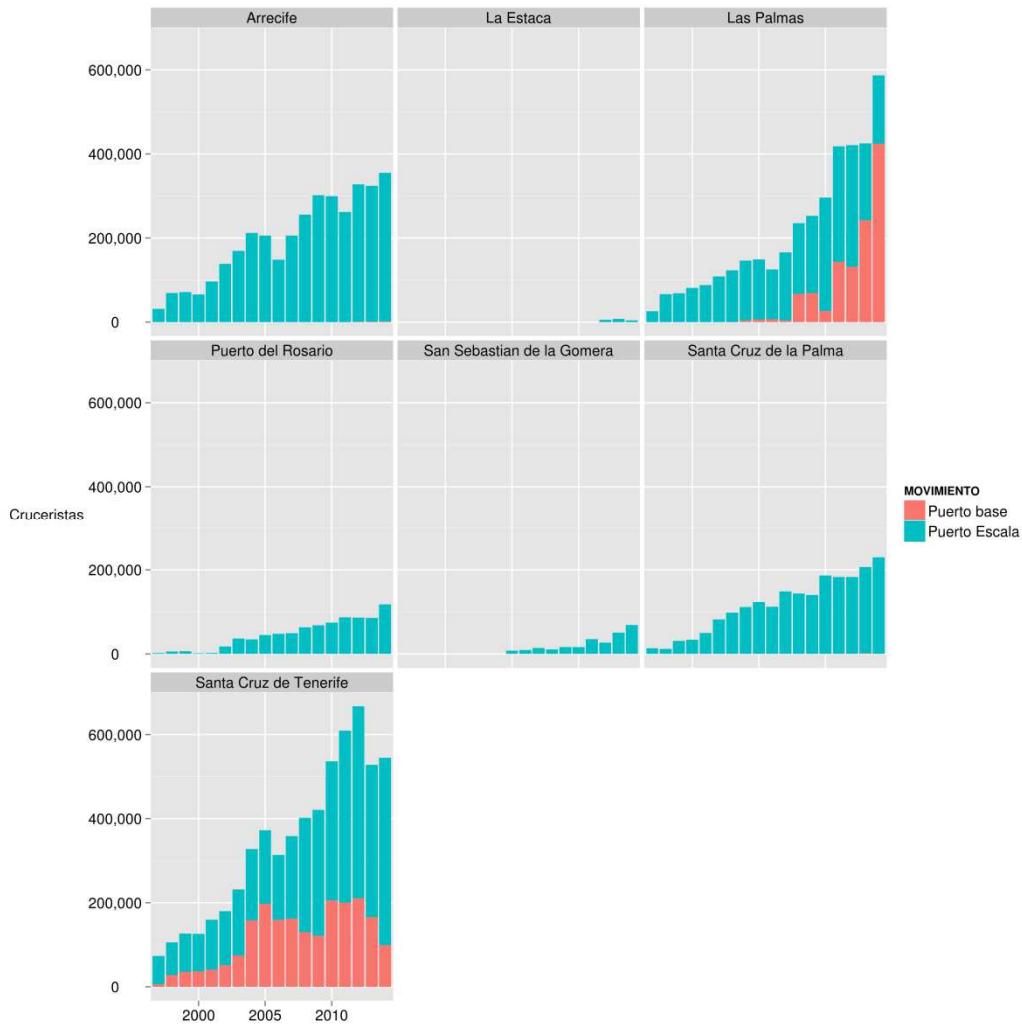 Arrecife
La Estaca
Las Palmas
600,000
400,000
200,000
0
Puerto del Rosario
San Sebastian de la Gomera
Santa Cruz de la Palma
600,000
400,000
200,000
0
Cruceristas
MOVIMIENTO
Puerto base
Puerto Escala
Santa Cruz de Tenerife
600,000
400,000
200,000
0
2000 2005 2010